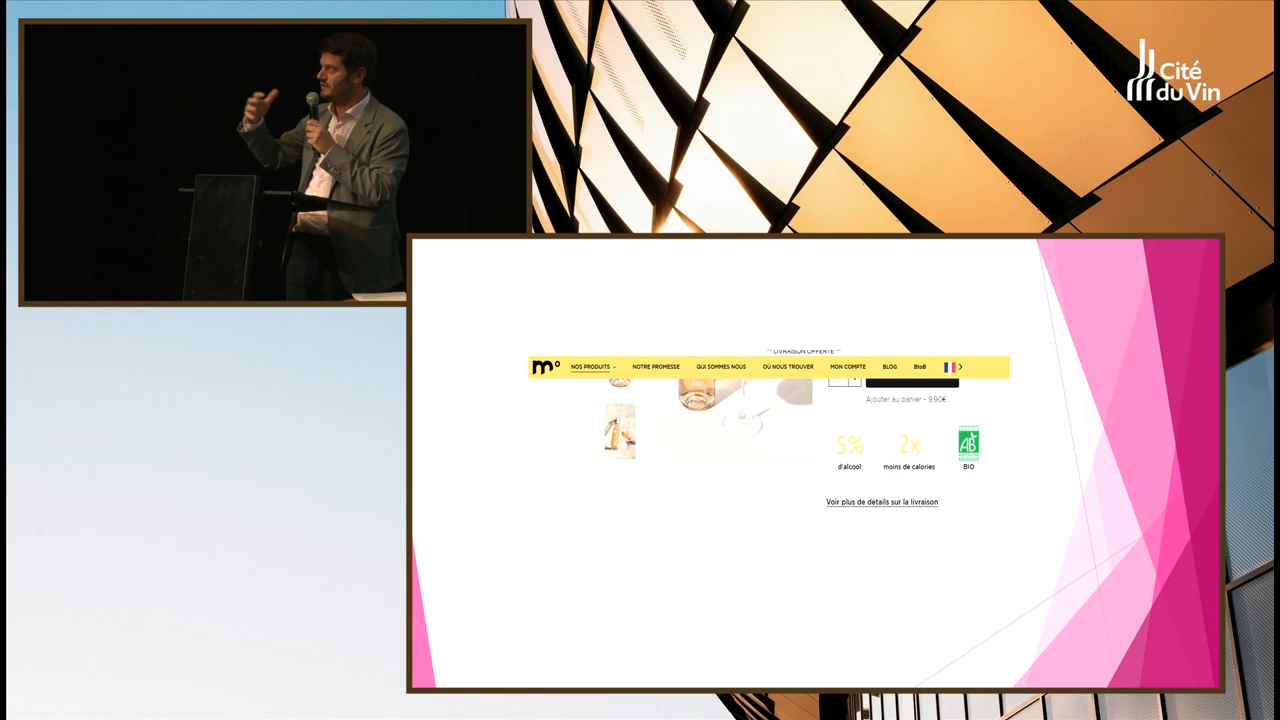 Cité
du Vin
** LIVRAISON OFFERTE **
m°
NOS PRODUITS
NOTRE PROMESSE
QUI SOMMES NOUS
OÙ NOUS TROUVER
MON COMPTE
BLOG
BtoB
Ajouter au panier - 9.90€
5%
d'alcool
2x
moins de calories
AB
BIO
Voir plus de détails sur la livraison